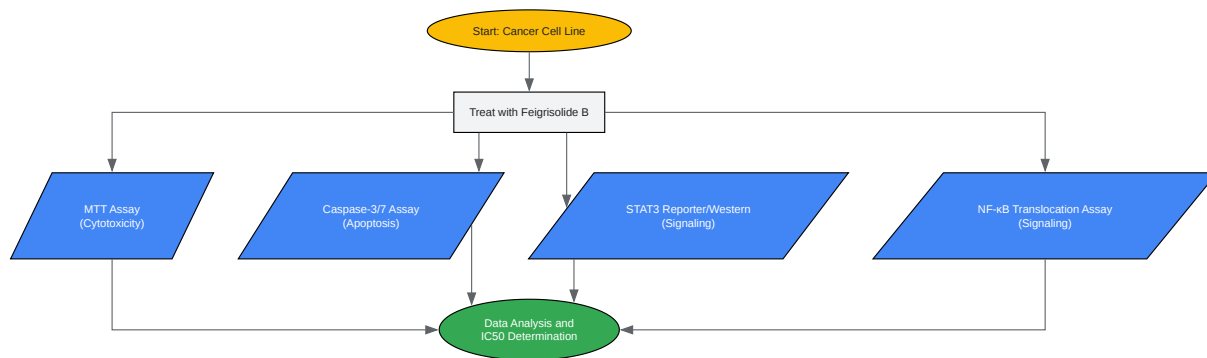 Start: Cancer Cell Line
Treat with Feigrisolide B
MTT Assay
(Cytotoxicity)
Caspase-3/7 Assay
(Apoptosis)
STAT3 Reporter/Western
(Signaling)
NF-κB Translocation Assay
(Signaling)
Data Analysis and
IC50 Determination